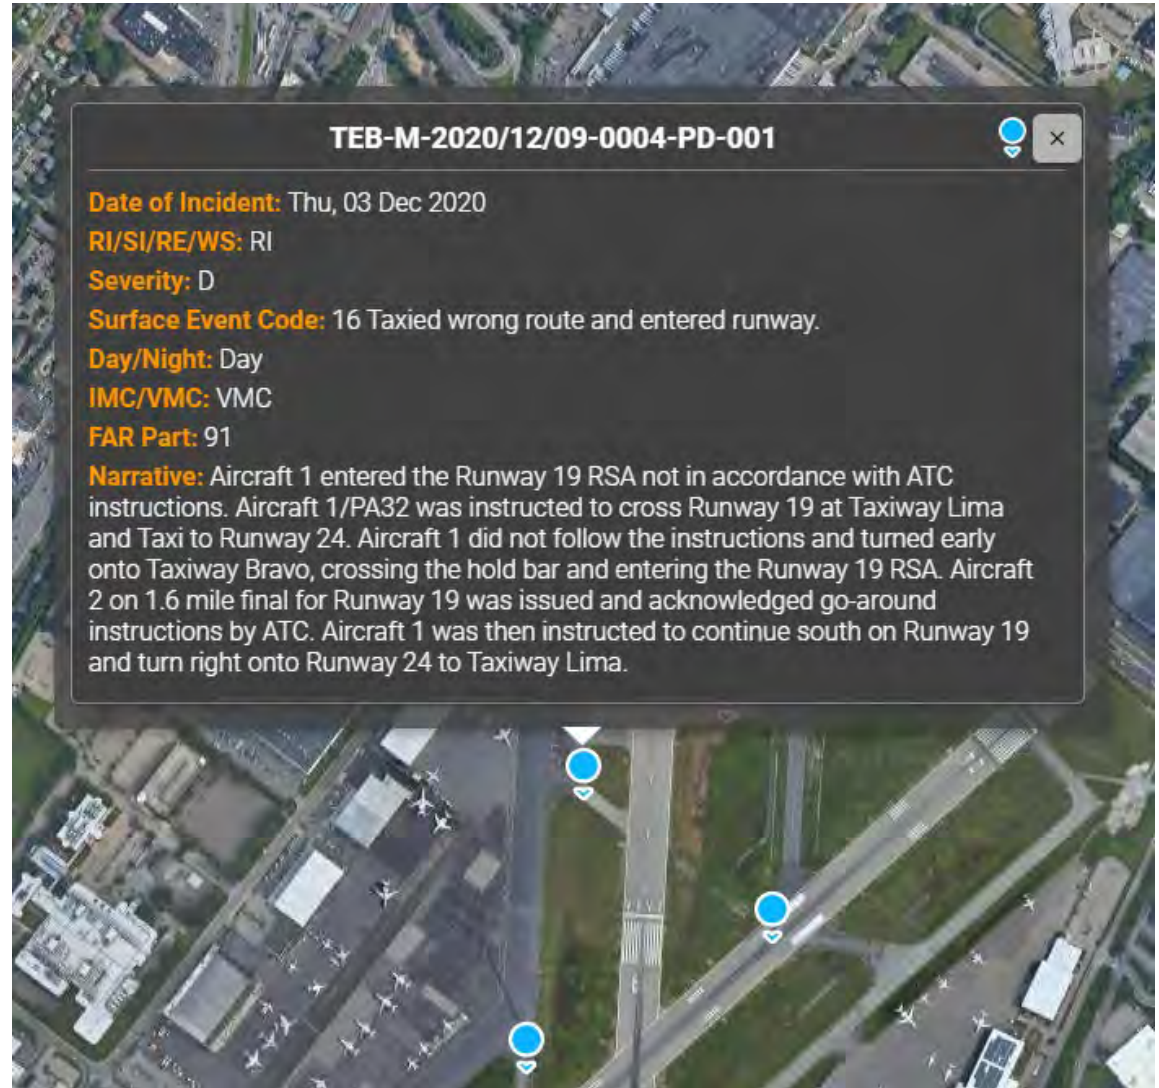 TEB-M-2020/12/09-0004-PD-001
×
Date of Incident: Thu, 03 Dec 2020
RI/SI/RE/WS: RI
Severity: D
Surface Event Code: 16 Taxied wrong route and entered runway.
Day/Night: Day
IMC/VMC: VMC
FAR Part: 91
Narrative: Aircraft 1 entered the Runway 19 RSA not in accordance with ATC
instructions. Aircraft 1/PA32 was instructed to cross Runway 19 at Taxiway Lima
and Taxi to Runway 24. Aircraft 1 did not follow the instructions and turned early
onto Taxiway Bravo, crossing the hold bar and entering the Runway 19 RSA. Aircraft
2 on 1.6 mile final for Runway 19 was issued and acknowledged go-around
instructions by ATC. Aircraft 1 was then instructed to continue south on Runway 19
and turn right onto Runway 24 to Taxiway Lima.